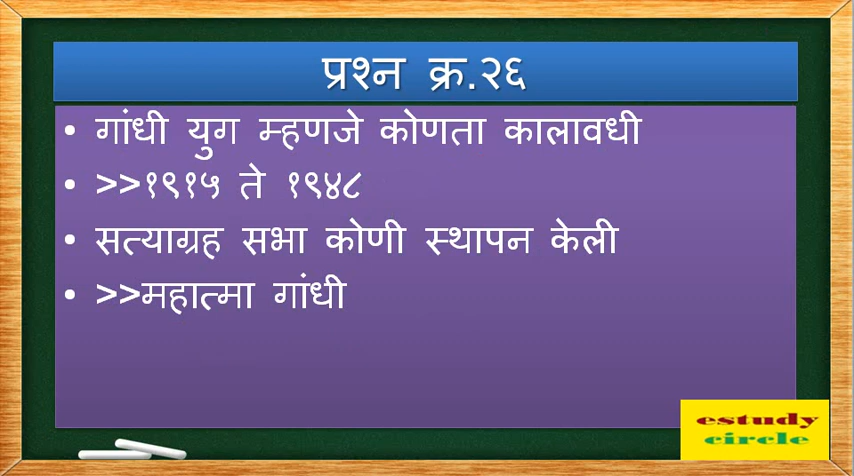 प्रश्न क्र.२६
• गांधी युग म्हणजे कोणता कालावधी
• >>१९१५ ते १९४८
• सत्याग्रह सभा कोणी स्थापन केली
• >>महात्मा गांधी
estudy
circle